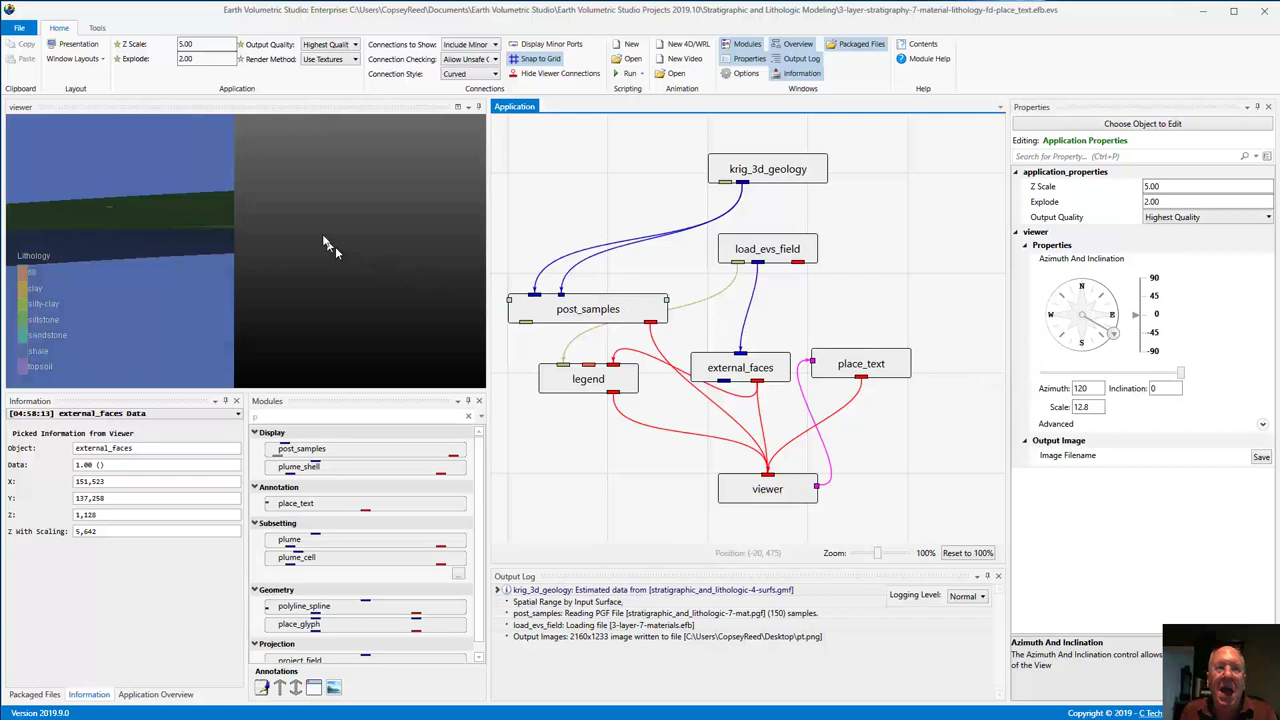 Earth Volumetric Studio: Enterprise: C:\Users\CopseyReed\Desktop\Earth Volumetric Studio\Earth Volumetric Studio Projects 2019.10\Stratigraphic and Lithologic Modeling\3-layer-stratigraphy-7-material-lithology-fd-place_text.efb.evs
File Home Tools
Copy Presentation Z Scale: 5.00 Output Quality: Highest Qualit Connections to Show: Include Minor Display Minor Ports New New 4D/WRL Modules Overview Packaged Files Contents
Paste Window Layouts Explode: 2.00 Render Method: Use Textures Connection Checking: Allow Unsafe C Snap to Grid Open New Video Properties Output Log Module Help
Connection Style: Curved Hide Viewer Connections Run Open Options Information
Clipboard Layout Application Connections Scripting Animation Windows Help
viewer
Lithology
fill
clay
silty-clay
siltstone
sandstone
shale
topsoil
Information
[04:58:13] external_faces Data
Picked Information from Viewer
Object: external_faces
Data: 1.00 ()
X: 151,523
Y: 137,258
Z: 1,128
Z With Scaling: 5,642
Packaged Files Information Application Overview
Modules
p
Display
post_samples
plume_shell
Annotation
place_text
Subsetting
plume
plume_cell
...
Geometry
polyline_spline
place_glyph
Projection
project_field
Annotations
Application
krig_3d_geology
load_evs_field
post_samples
legend
external_faces
place_text
viewer
Position: (-20, 475) Zoom: 100% Reset to 100%
Output Log
krig_3d_geology: Estimated data from [stratigraphic_and_lithologic-4-surfs.gmf]
Spatial Range by Input Surface,
post_samples: Reading PGF File [stratigraphic_and_lithologic-7-mat.pgf] (150) samples.
load_evs_field: Loading file [3-layer-7-materials.efb]
Output Images: 2160x1233 image written to file [C:\Users\CopseyReed\Desktop\pt.png]
Logging Level: Normal
Properties
Choose Object to Edit
Editing: Application Properties
Search for Property... (Ctrl+P)
application_properties
Z Scale 5.00
Explode 2.00
Output Quality Highest Quality
viewer
Properties
Azimuth And Inclination
N
W E
S
90
45
0
-45
-90
Azimuth: 120 Inclination: 0
Scale: 12.8
Advanced
Output Image
Image Filename Save
Azimuth And Inclination
The Azimuth And Inclination control allows
of the View
Version 2019.9.0
Copyright © 2019 - C Tech